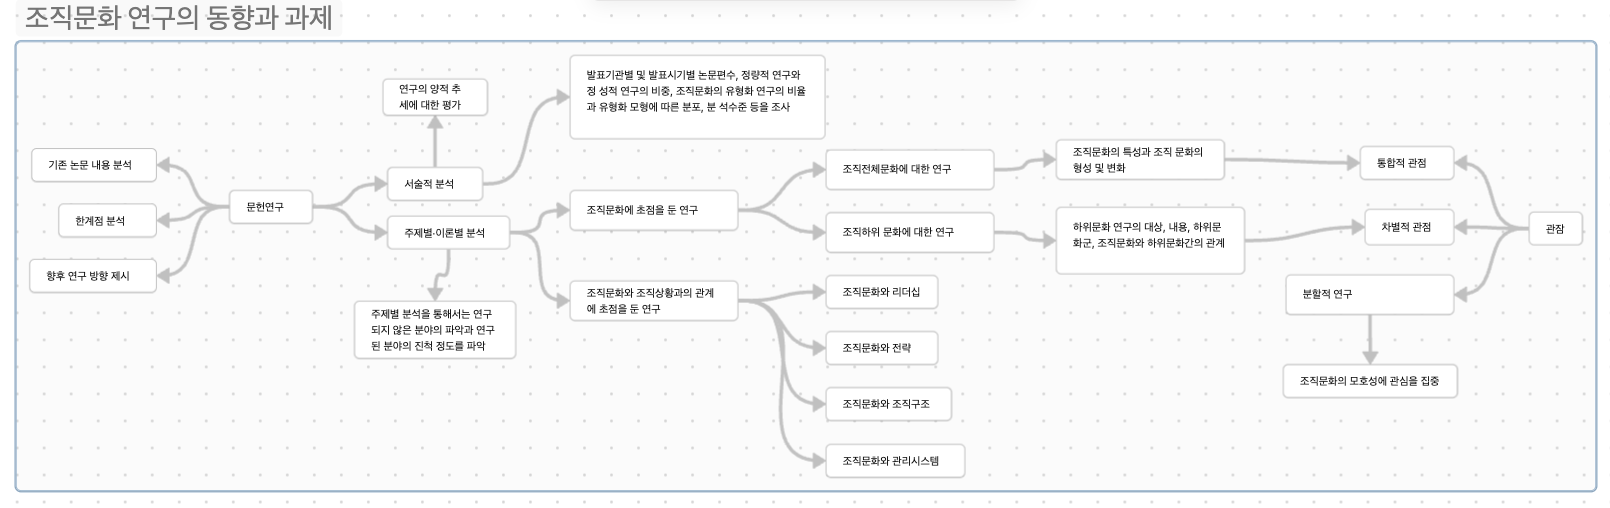 조직문화 연구의 동향과 과제
기존 논문 내용 분석
한계점 분석
향후 연구 방향 제시
문헌연구
연구의 양적 추
세에 대한 평가
서술적 분석
주제별·이론별 분석
주제별 분석을 통해서는 연구
되지 않은 분야의 파악과 연구
된 분야의 진척 정도를 파악
발표기관별 및 발표시기별 논문편수, 정량적 연구와
정 성적 연구의 비중, 조직문화의 유형화 연구의 비율
과 유형화 모형에 따른 분포, 분 석수준 등을 조사
조직문화에 초점을 둔 연구
조직문화와 조직상황과의 관계
에 초점을 둔 연구
조직전체문화에 대한 연구
조직하위 문화에 대한 연구
조직문화와 리더십
조직문화와 전략
조직문화와 조직구조
조직문화와 관리시스템
조직문화의 특성과 조직 문화의
형성 및 변화
하위문화 연구의 대상, 내용, 하위문
화군, 조직문화와 하위문화간의 관계
통합적 관점
차별적 관점
분할적 연구
조직문화의 모호성에 관심을 집중
관잠